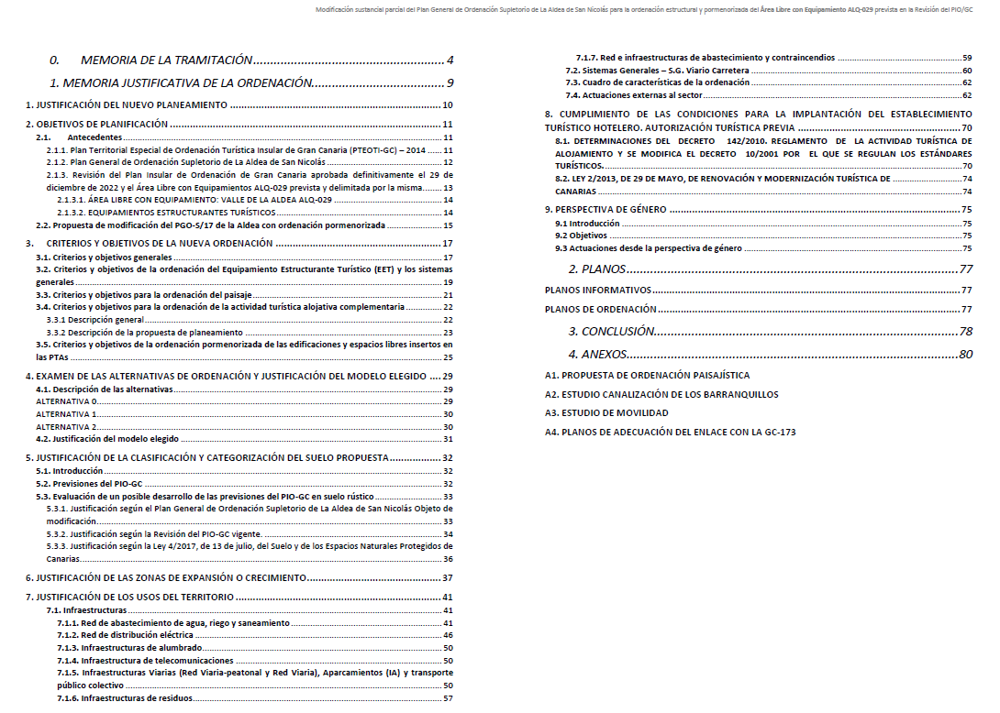 Modificación sustancial parcial del Plan General de Ordenación Supletorio de La Aldea de San Nicolás para la ordenación estructural y pormenorizada del Área Libre con Equipamiento ALQ-029 prevista en la Revisión del PIO/GC
0. MEMORIA DE LA TRAMITACIÓN 4
1. MEMORIA JUSTIFICATIVA DE LA ORDENACIÓN 9
1. JUSTIFICACIÓN DEL NUEVO PLANEAMIENTO 10
2. OBJETIVOS DE PLANIFICACIÓN 11
2.1. Antecedentes 11
2.1.1. Plan Territorial Especial de Ordenación Turística Insular de Gran Canaria (PTEOTI-GC) – 2014 11
2.1.2. Plan General de Ordenación Supletorio de La Aldea de San Nicolás 12
2.1.3. Revisión del Plan Insular de Ordenación de Gran Canaria aprobada definitivamente el 29 de
diciembre de 2022 y el Área Libre con Equipamientos ALQ-029 prevista y delimitada por la misma 13
2.1.3.1. ÁREA LIBRE CON EQUIPAMIENTO: VALLE DE LA ALDEA ALQ-029 14
2.1.3.2. EQUIPAMIENTOS ESTRUCTURANTES TURÍSTICOS 14
2.2. Propuesta de modificación del PGO-S/17 de la Aldea con ordenación pormenorizada 15
3. CRITERIOS Y OBJETIVOS DE LA NUEVA ORDENACIÓN 17
3.1. Criterios y objetivos generales 17
3.2. Criterios y objetivos de la ordenación del Equipamiento Estructurante Turístico (EET) y los sistemas
generales 19
3.3. Criterios y objetivos para la ordenación del paisaje 21
3.4. Criterios y objetivos para la ordenación de la actividad turística alojativa complementaria 22
3.3.1 Descripción general 22
3.3.2 Descripción de la propuesta de planeamiento 23
3.5. Criterios y objetivos de la ordenación pormenorizada de las edificaciones y espacios libres insertos en
las PTAs 25
4. EXAMEN DE LAS ALTERNATIVAS DE ORDENACIÓN Y JUSTIFICACIÓN DEL MODELO ELEGIDO 29
4.1. Descripción de las alternativas 29
ALTERNATIVA 0 29
ALTERNATIVA 1 30
ALTERNATIVA 2 30
4.2. Justificación del modelo elegido 31
5. JUSTIFICACIÓN DE LA CLASIFICACIÓN Y CATEGORIZACIÓN DEL SUELO PROPUESTA 32
5.1. Introducción 32
5.2. Previsiones del PIO-GC 32
5.3. Evaluación de un posible desarrollo de las previsiones del PIO-GC en suelo rústico 33
5.3.1. Justificación según el Plan General de Ordenación Supletorio de La Aldea de San Nicolás Objeto de
modificación 33
5.3.2. Justificación según la Revisión del PIO-GC vigente. 34
5.3.3. Justificación según la Ley 4/2017, de 13 de julio, del Suelo y de los Espacios Naturales Protegidos de
Canarias 36
6. JUSTIFICACIÓN DE LAS ZONAS DE EXPANSIÓN O CRECIMIENTO 37
7. JUSTIFICACIÓN DE LOS USOS DEL TERRITORIO 41
7.1. Infraestructuras 41
7.1.1. Red de abastecimiento de agua, riego y saneamiento 41
7.1.2. Red de distribución eléctrica 46
7.1.3. Infraestructuras de alumbrado 50
7.1.4. Infraestructura de telecomunicaciones 50
7.1.5. Infraestructuras Viarias (Red Viaria-peatonal y Red Viaria), Aparcamientos (IA) y transporte
público colectivo 50
7.1.6. Infraestructuras de residuos 57
7.1.7. Red e infraestructuras de abastecimiento y contraincendios 59
7.2. Sistemas Generales – S.G. Viario Carretera 60
7.3. Cuadro de características de la ordenación 62
7.4. Actuaciones externas al sector 62
8. CUMPLIMIENTO DE LAS CONDICIONES PARA LA IMPLANTACIÓN DEL ESTABLECIMIENTO
TURÍSTICO HOTELERO. AUTORIZACIÓN TURÍSTICA PREVIA 70
8.1. DETERMINACIONES DEL DECRETO 142/2010. REGLAMENTO DE LA ACTIVIDAD TURÍSTICA DE
ALOJAMIENTO Y SE MODIFICA EL DECRETO 10/2001 POR EL QUE SE REGULAN LOS ESTÁNDARES
TURÍSTICOS 70
8.2. LEY 2/2013, DE 29 DE MAYO, DE RENOVACIÓN Y MODERNIZACIÓN TURÍSTICA DE 74
CANARIAS 74
9. PERSPECTIVA DE GÉNERO 75
9.1 Introducción 75
9.2 Objetivos 75
9.3 Actuaciones desde la perspectiva de género 75
2. PLANOS 77
PLANOS INFORMATIVOS 77
PLANOS DE ORDENACIÓN 77
3. CONCLUSIÓN 78
4. ANEXOS 80
A1. PROPUESTA DE ORDENACIÓN PAISAJÍSTICA
A2. ESTUDIO CANALIZACIÓN DE LOS BARRANQUILLOS
A3. ESTUDIO DE MOVILIDAD
A4. PLANOS DE ADECUACIÓN DEL ENLACE CON LA GC-173